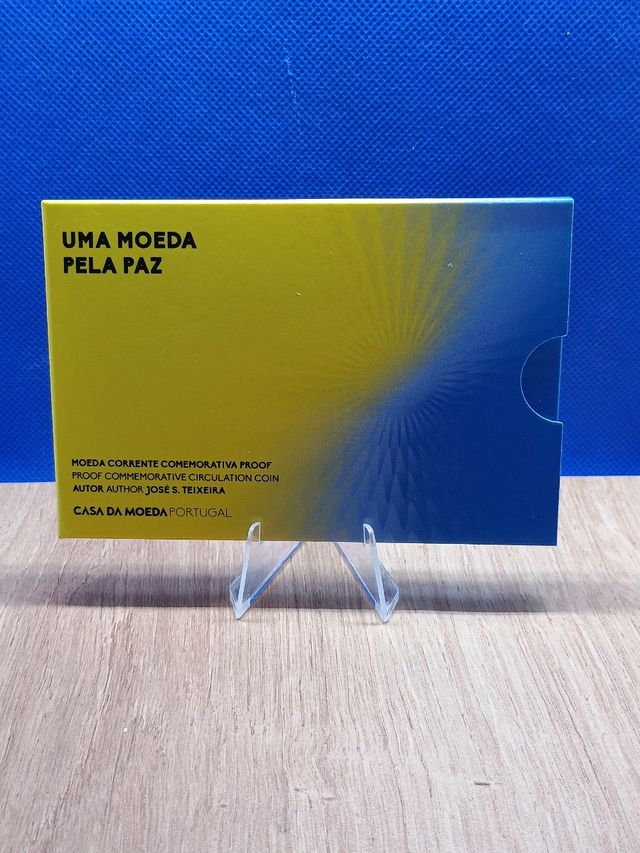 UMA MOEDA
PELA PAZ
MOEDA CORRENTE COMEMORATIVA PROOF
PROOF COMMEMORATIVE CIRCULATION COIN
AUTOR AUTHOR JOSÉ S. TEIXEIRA
CASA DA MOEDA PORTUGAL